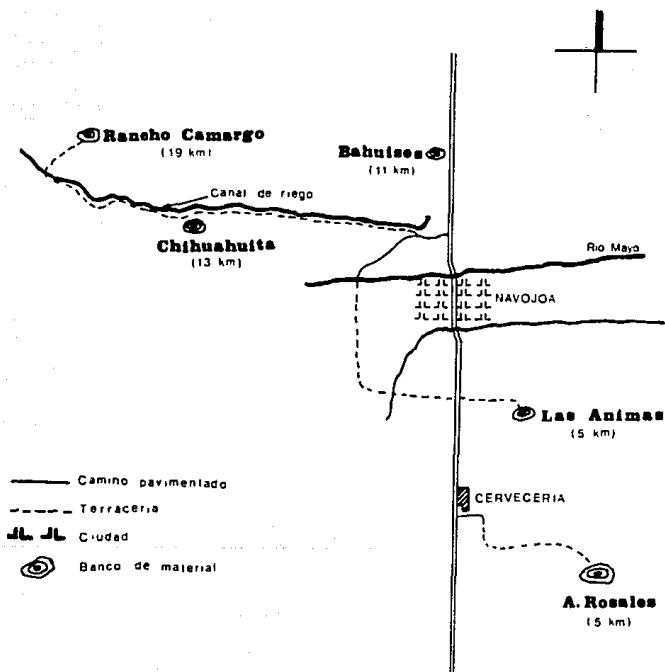 Rancho Camargo
(19 km)
Bahuises
(11 km)
Canal de riego
Chihuahuita
(13 km)
Rio Mayo
NAVOJOA
Las Animas
(5 km)
Camino pavimentado
Terraceria
Ciudad
Banco de material
CERVECERIA
A. Rosales
(5 km)